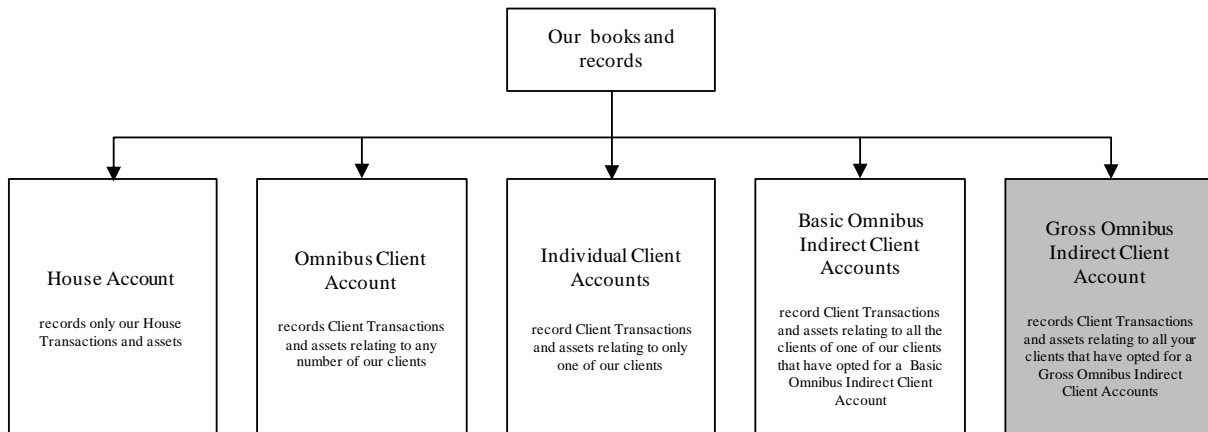 Our books and
records
House Account
records only our House
Transactions and assets
Omnibus Client
Account
records Client Transactions
and assets relating to any
number of our clients
Individual Client
Accounts
record Client Transactions
and assets relating to only
one of our clients
Basic Omnibus
Indirect Client
Accounts
record Client Transactions
and assets relating to all the
clients of one of our clients
that have opted for a Basic
Omnibus Indirect Client
Account
Gross Omnibus
Indirect Client
Account
records Client Transactions
and assets relating to all your
clients that have opted for a
Gross Omnibus Indirect
Client Accounts